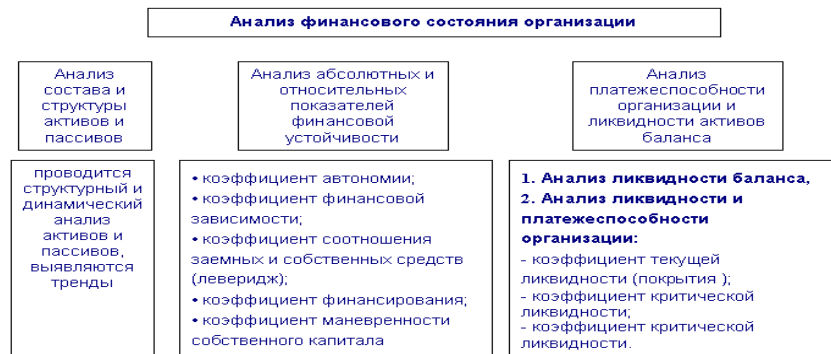 Анализ финансового состояния организации
Анализ
состава и
структуры
активов и
пассивов
Анализ абсолютных и
относительных
показателей
финансовой
устойчивости
Анализ
платежеспособности
организации и
ликвидности активов
баланса
проводится
структурный и
динамический
анализ
активов и
пассивов,
выявляются
тренды
• коэффициент автономии;
• коэффициент финансовой
зависимости;
• коэффициент соотношения
заемных и собственных средств
(леверидж);
• коэффициент финансирования;
• коэффициент маневренности
собственного капитала
1. Анализ ликвидности баланса,
2. Анализ ликвидности и
платежеспособности
организации:
- коэффициент текущей
ликвидности (покрытия );
- коэффициент критической
ликвидности;
- коэффициент критической
ликвидности.